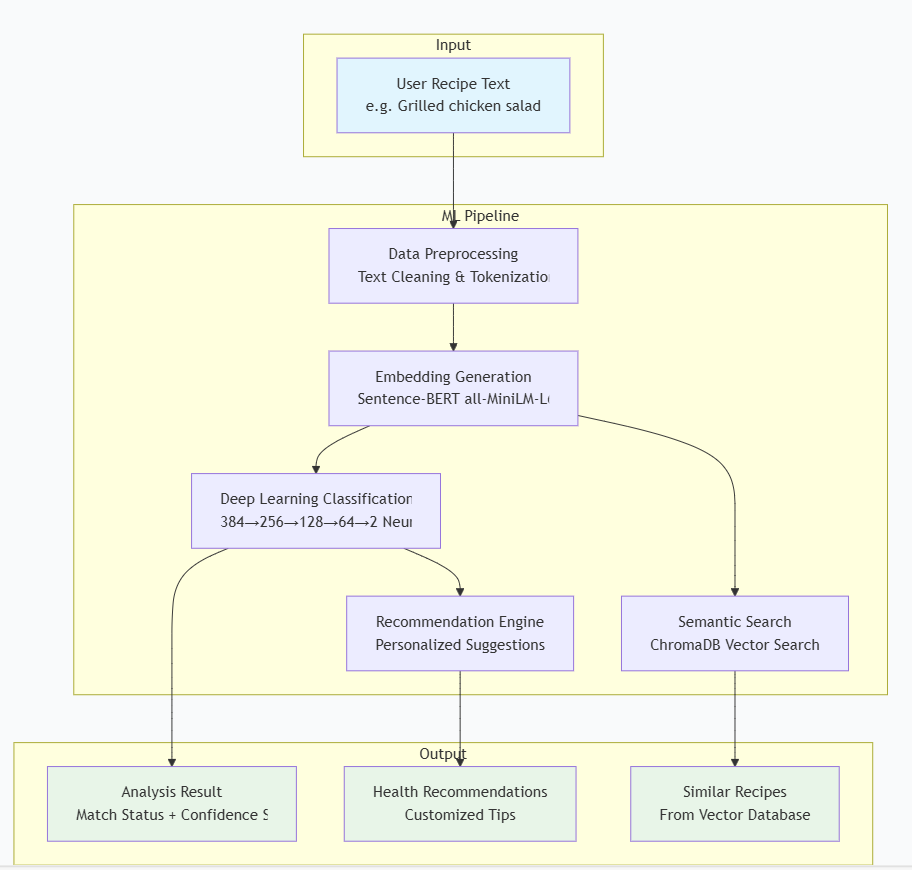 Input
User Recipe Text
e.g. Grilled chicken salad
ML Pipeline
Data Preprocessing
Text Cleaning & Tokenizatio
Embedding Generation
Sentence-BERT all-MiniLM-L
Deep Learning Classification
384→256→128→64→2 Neu
Recommendation Engine
Personalized Suggestions
Semantic Search
ChromaDB Vector Search
Output
Analysis Result
Match Status + Confidence S
Health Recommendations
Customized Tips
Similar Recipes
From Vector Database